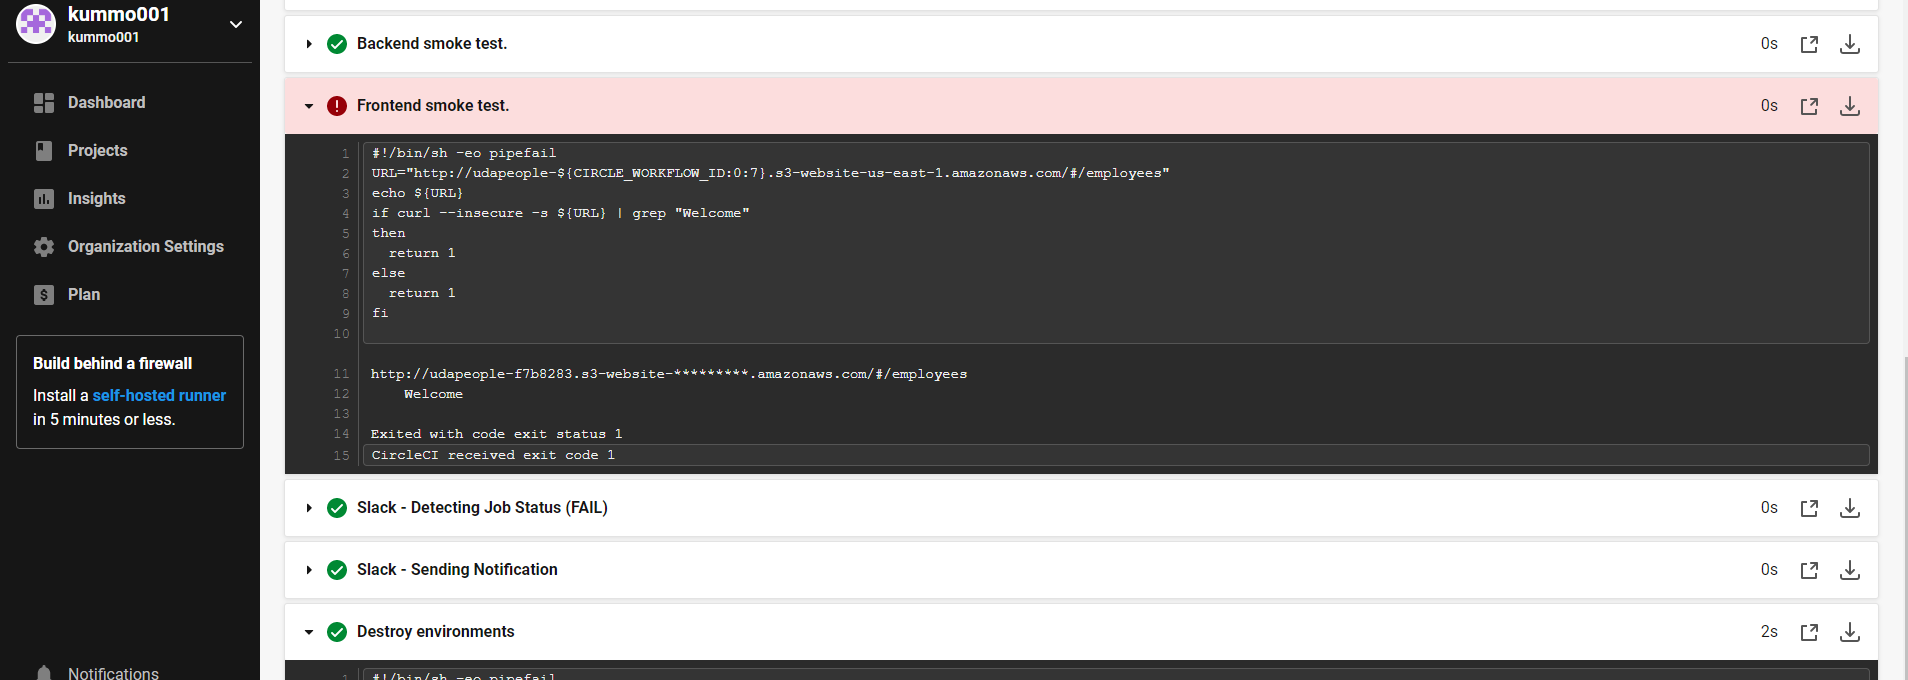 kummo001
kummo001
Dashboard
Projects
Insights
Organization Settings
Plan
Build behind a firewall
Install a self-hosted runner
in 5 minutes or less.
Notifications
Backend smoke test.
0s
Frontend smoke test.
0s
1 #!/bin/sh -eo pipefail
2 URL="http://udapeople-${CIRCLE_WORKFLOW_ID:0:7}.s3-website-us-east-1.amazonaws.com/#/employees"
3 echo ${URL}
4 if curl --insecure -s ${URL} | grep "Welcome"
5 then
6   return 1
7 else
8   return 1
9 fi
10
11 http://udapeople-f7b8283.s3-website-*********.amazonaws.com/#/employees
12     Welcome
13
14 Exited with code exit status 1
15 CircleCI received exit code 1
Slack - Detecting Job Status (FAIL)
0s
Slack - Sending Notification
0s
Destroy environments
2s
1 #!/bin/sh -eo pipefail